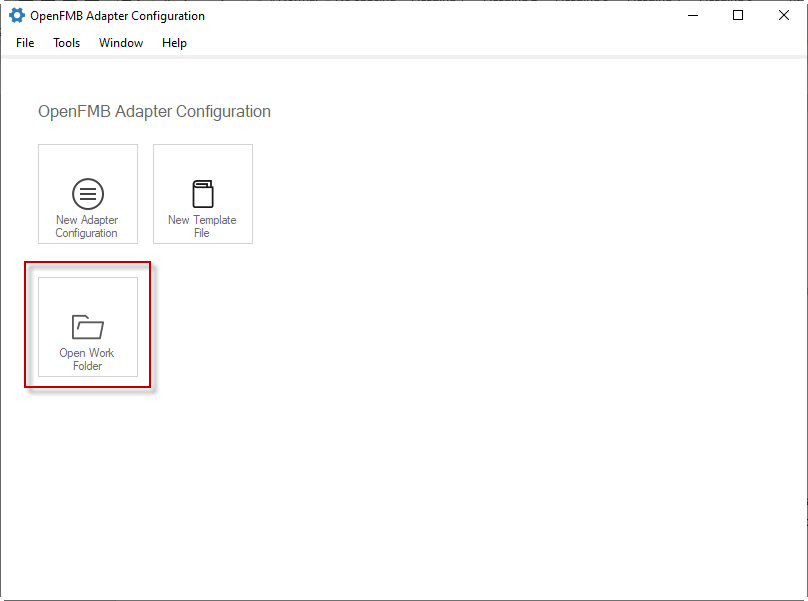 OpenFMB Adapter Configuration
File Tools Window Help
OpenFMB Adapter Configuration
New Adapter
Configuration
New Template
File
Open Work
Folder